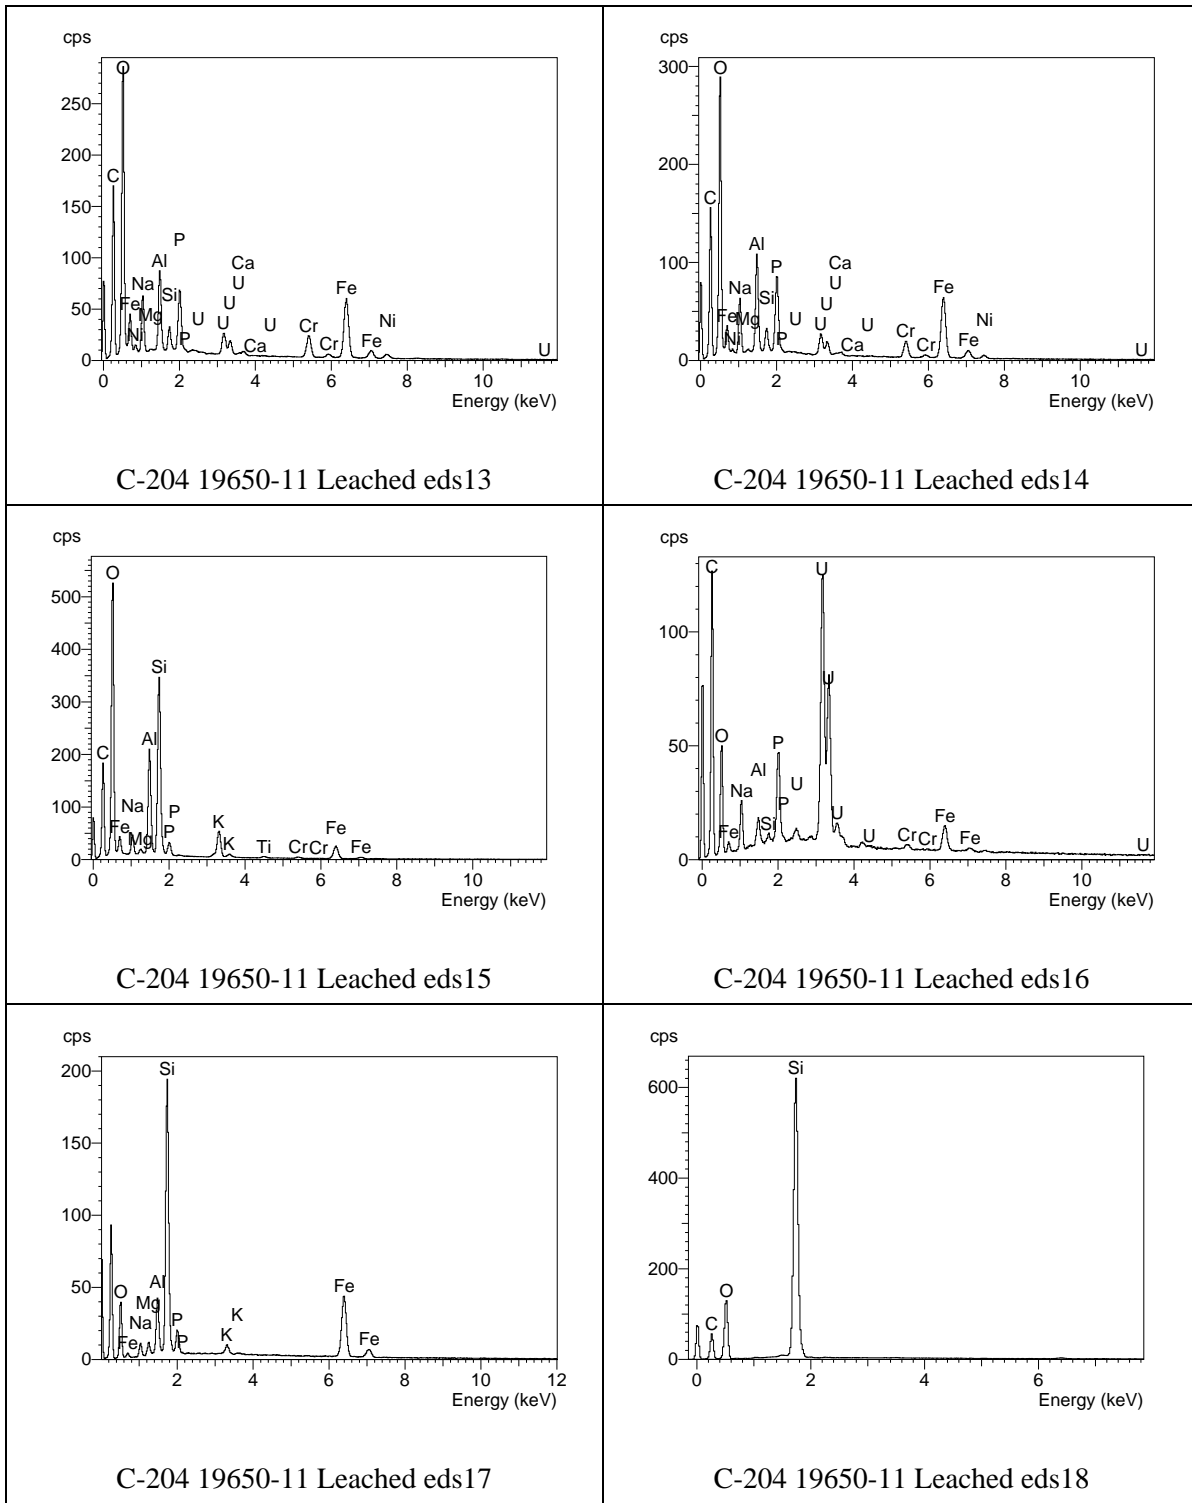 cps
300
250
200
200
150
100
100
50
0
O
C
Fe
Ni
Na
Mg
Al
Si
P
P
U
U
U
U
Ca
Ca
U
Cr
Cr
Fe
Fe
Ni
U
0 2 4 6 8 10
Energy (keV)
C-204 19650-11 Leached eds13
cps
O
C
Fe
Ni
Na
Mg
Al
Si
P
P
U
U
U
U
Ca
Ca
U
Cr
Cr
Fe
Fe
Ni
U
0
0 2 4 6 8 10
Energy (keV)
C-204 19650-11 Leached eds14
cps
500
400
300
200
100
0
O
C
Fe
Na
Mg
Al
Si
P
P
K
K
Ti
Cr Cr
Fe
Fe
0 2 4 6 8 10
Energy (keV)
C-204 19650-11 Leached eds15
cps
100
50
0
C
O
Fe
Na
Al
Si
P
P
U
U
U
U
U
Cr
Cr
Fe
Fe
U
0 2 4 6 8 10
Energy (keV)
C-204 19650-11 Leached eds16
cps
200
150
100
50
0
O
Fe
Na
Mg
Al
Si
P
P
K
K
Fe
Fe
2 4 6 8 10 12
Energy (keV)
C-204 19650-11 Leached eds17
cps
600
400
200
0
C
O
Si
0 2 4 6
Energy (keV)
C-204 19650-11 Leached eds18